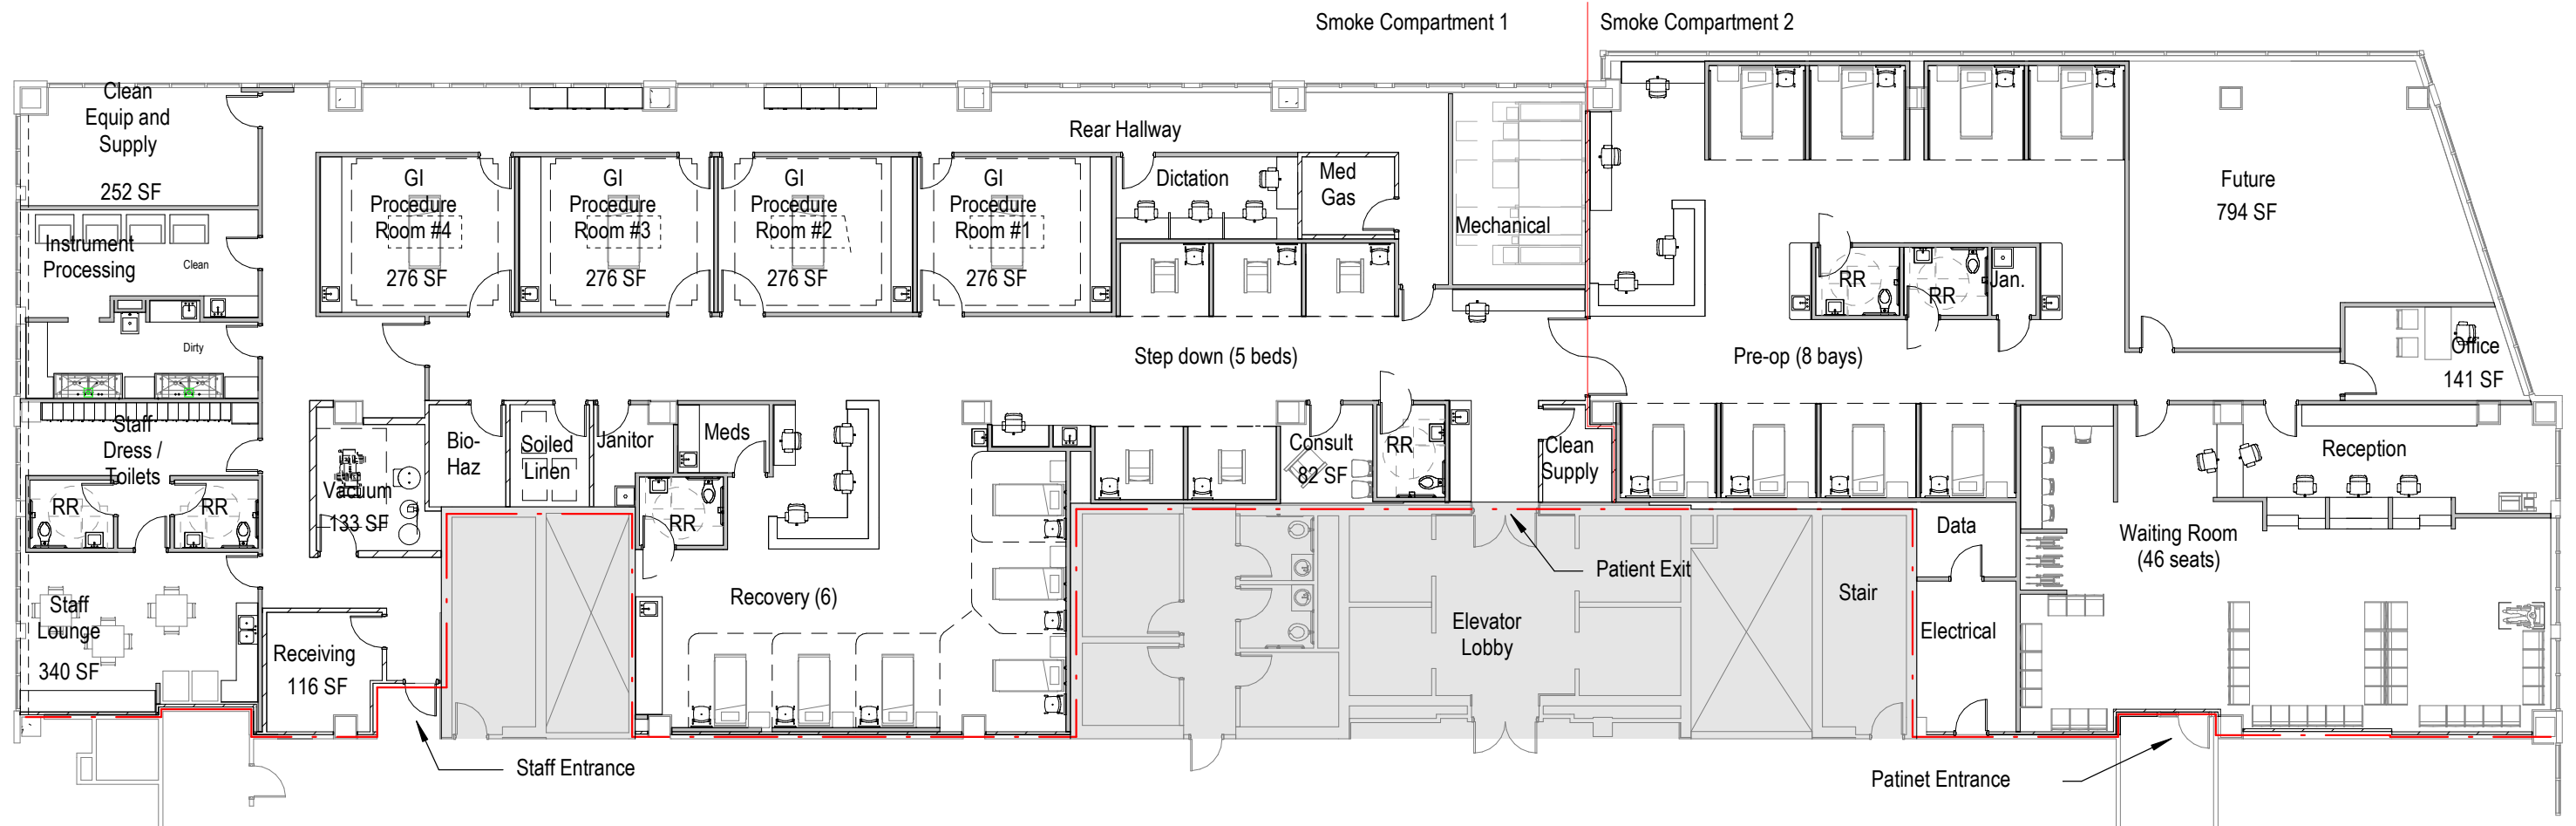 Smoke Compartment 1
Smoke Compartment 2
Clean
Equip and
Supply
252 SF
Rear Hallway
GI
Procedure
Room #4
276 SF
GI
Procedure
Room #3
276 SF
GI
Procedure
Room #2
276 SF
GI
Procedure
Room #1
276 SF
Dictation
Med
Gas
Mechanical
Future
794 SF
Instrument
Processing
Clean
Dirty
RR
RR
Jan.
Step down (5 beds)
Pre-op (8 bays)
Office
141 SF
Staff
Dress /
Toilets
RR
RR
Vacuum
133 SF
Bio-
Haz
Soiled
Linen
Janitor
Meds
RR
Consult
82 SF
RR
Clean
Supply
Reception
Data
Waiting Room
(46 seats)
Patient Exit
Stair
Electrical
Elevator
Lobby
Recovery (6)
Staff
Lounge
340 SF
Receiving
116 SF
Staff Entrance
Patinet Entrance